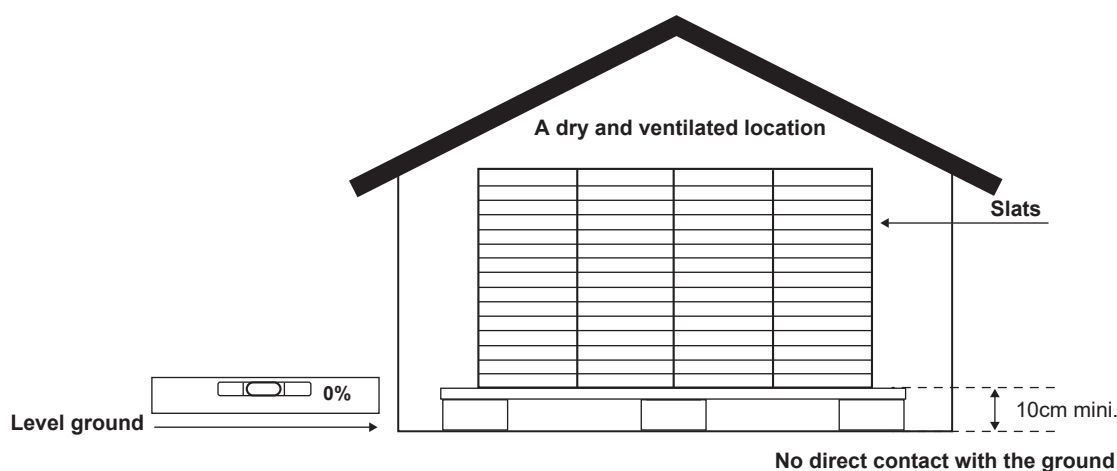 A dry and ventilated location
Slats
0%
Level ground
10cm mini.
No direct contact with the ground